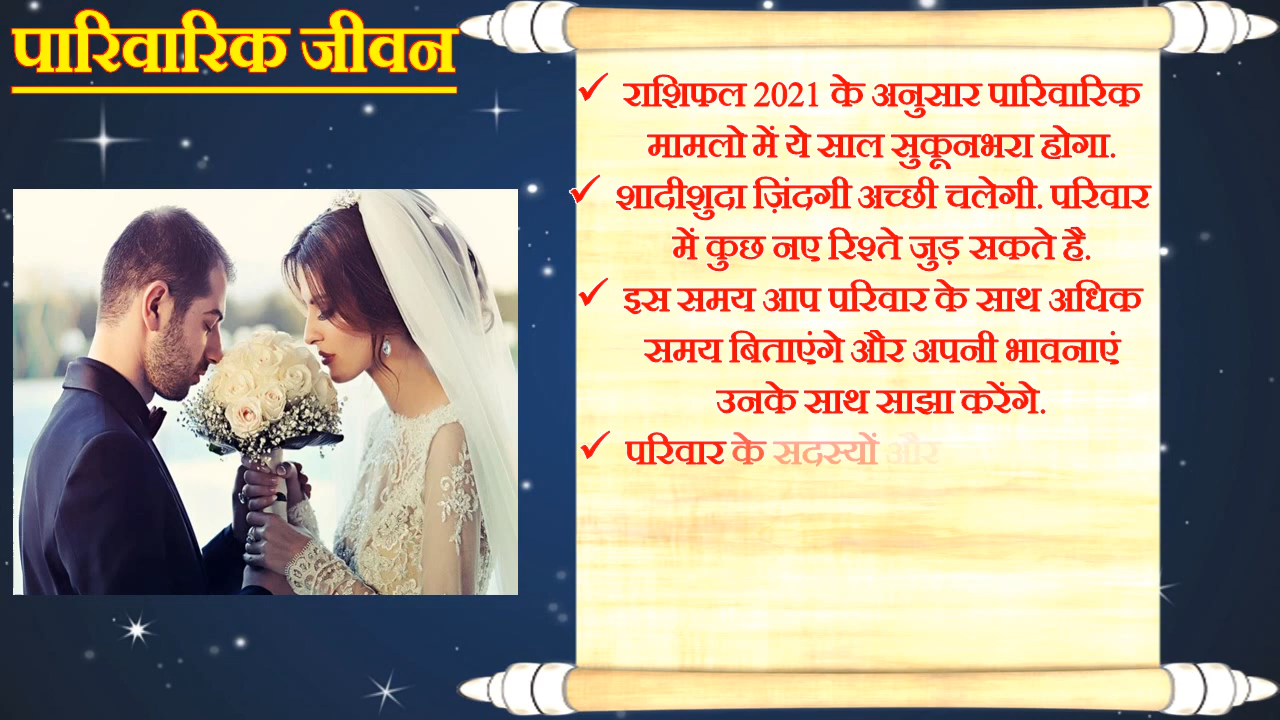 पारिवारिक जीवन
✓ राशिफल 2021 के अनुसार पारिवारिक
मामलो में ये साल सुकूनभरा होगा.
✓ शादीशुदा ज़िंदगी अच्छी चलेगी. परिवार
में कुछ नए रिश्ते जुड़ सकते हैं.
✓ इस समय आप परिवार के साथ अधिक
समय बिताएंगे और अपनी भावनाएं
उनके साथ साझा करेंगे.
✓ परिवार के सदस्यों और